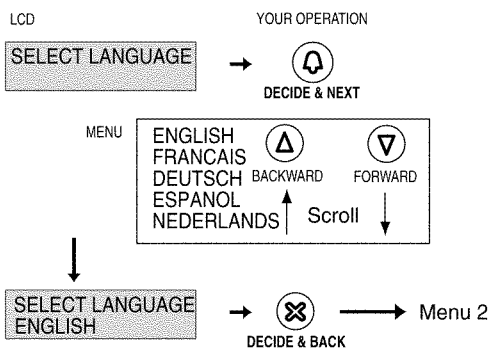 LCD YOUR OPERATION
SELECT LANGUAGE
DECIDE & NEXT
MENU
ENGLISH
FRANCAIS
DEUTSCH
ESPANOL
NEDERLANDS
BACKWARD FORWARD
Scroll
SELECT LANGUAGE
ENGLISH
Menu 2
DECIDE & BACK